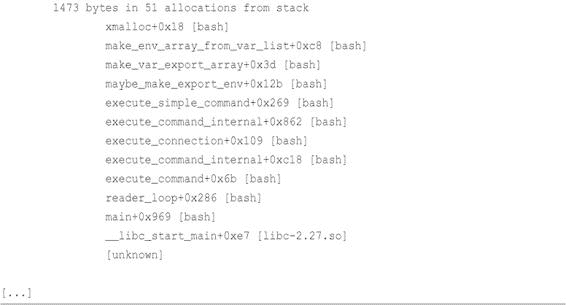 1473 bytes in 51 allocations from stack
xmalloc+0x18 [bash]
make_env_array_from_var_list+0xc8 [bash]
make_var_export_array+0x3d [bash]
maybe_make_export_env+0x12b [bash]
execute_simple_command+0x269 [bash]
execute_command_internal+0x862 [bash]
execute_connection+0x109 [bash]
execute_command_internal+0xc18 [bash]
execute_command+0x6b [bash]
reader_loop+0x286 [bash]
main+0x969 [bash]
__libc_start_main+0xe7 [libc-2.27.so]
[unknown]
[...]